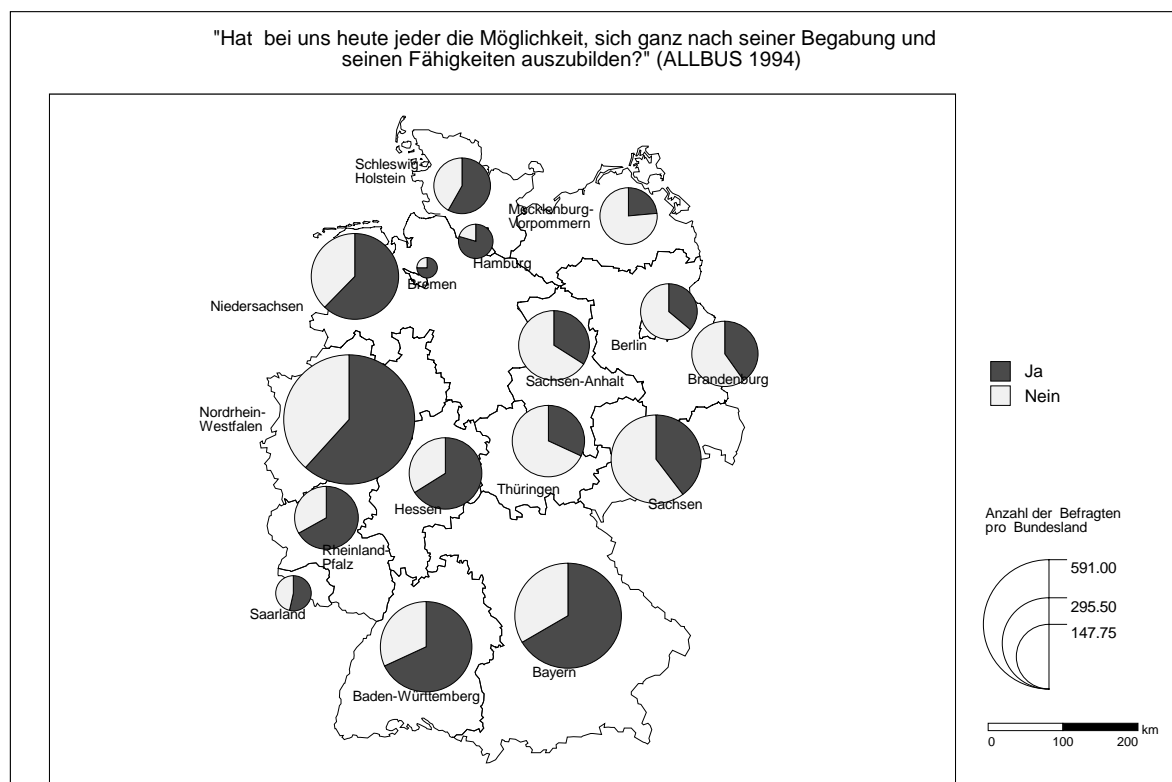 "Hat bei uns heute jeder die Möglichkeit, sich ganz nach seiner Begabung und
seinen Fähigkeiten auszubilden?" (ALLBUS 1994)
Schleswig-
Holstein
Mecklenburg-
Vorpommern
Hamburg
Bremen
Niedersachsen
Berlin
Brandenburg
Sachsen-Anhalt
Nordrhein-
Westfalen
Thüringen
Sachsen
Hessen
Rheinland-
Pfalz
Saarland
Baden-Württemberg
Bayern
Ja
Nein
Anzahl der Befragten
pro Bundesland
591.00
295.50
147.75
km
0 100 200